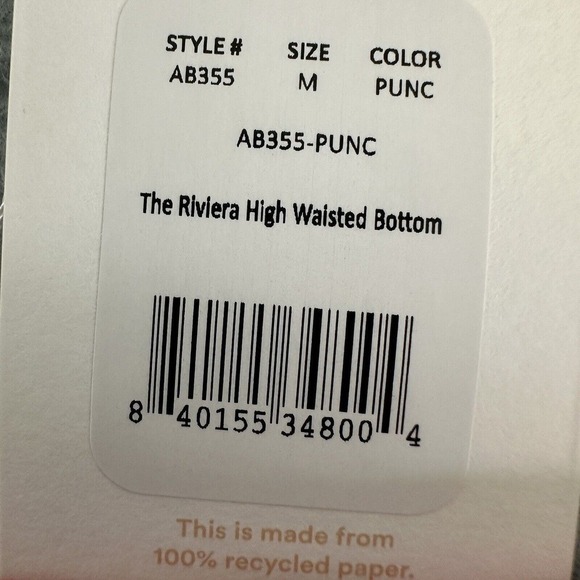 STYLE # SIZE COLOR
AB355 M PUNC
AB355-PUNC
The Riviera High Waisted Bottom
8 40155 34800 4
This is made from
100% recycled paper.